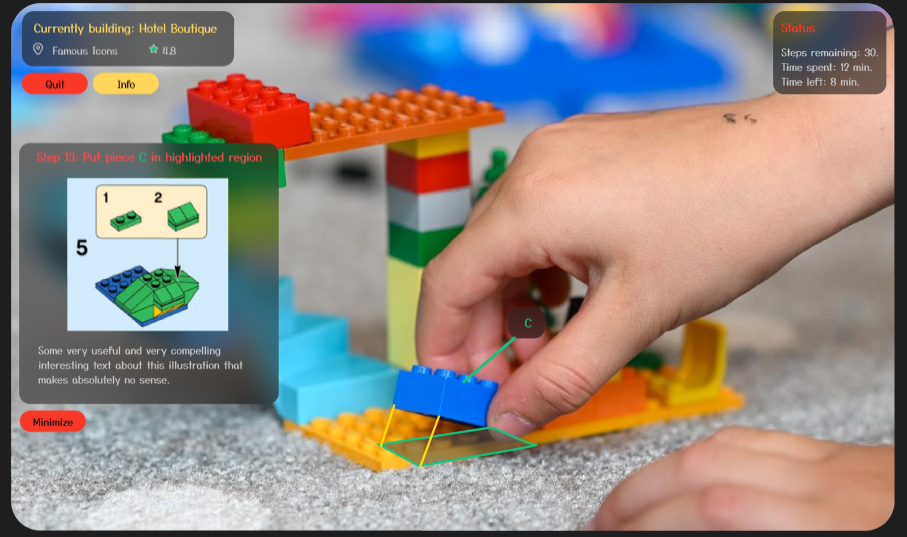 Currently building: Hotel Boutique
Famous Icons 4.8
Quit Info
Status
Steps remaining: 30.
Time spent: 12 min.
Time left: 8 min.
Step 13: Put piece C in highlighted region
1 2
5
Some very useful and very compelling
interesting text about this illustration that
makes absolutely no sense.
Minimize
C